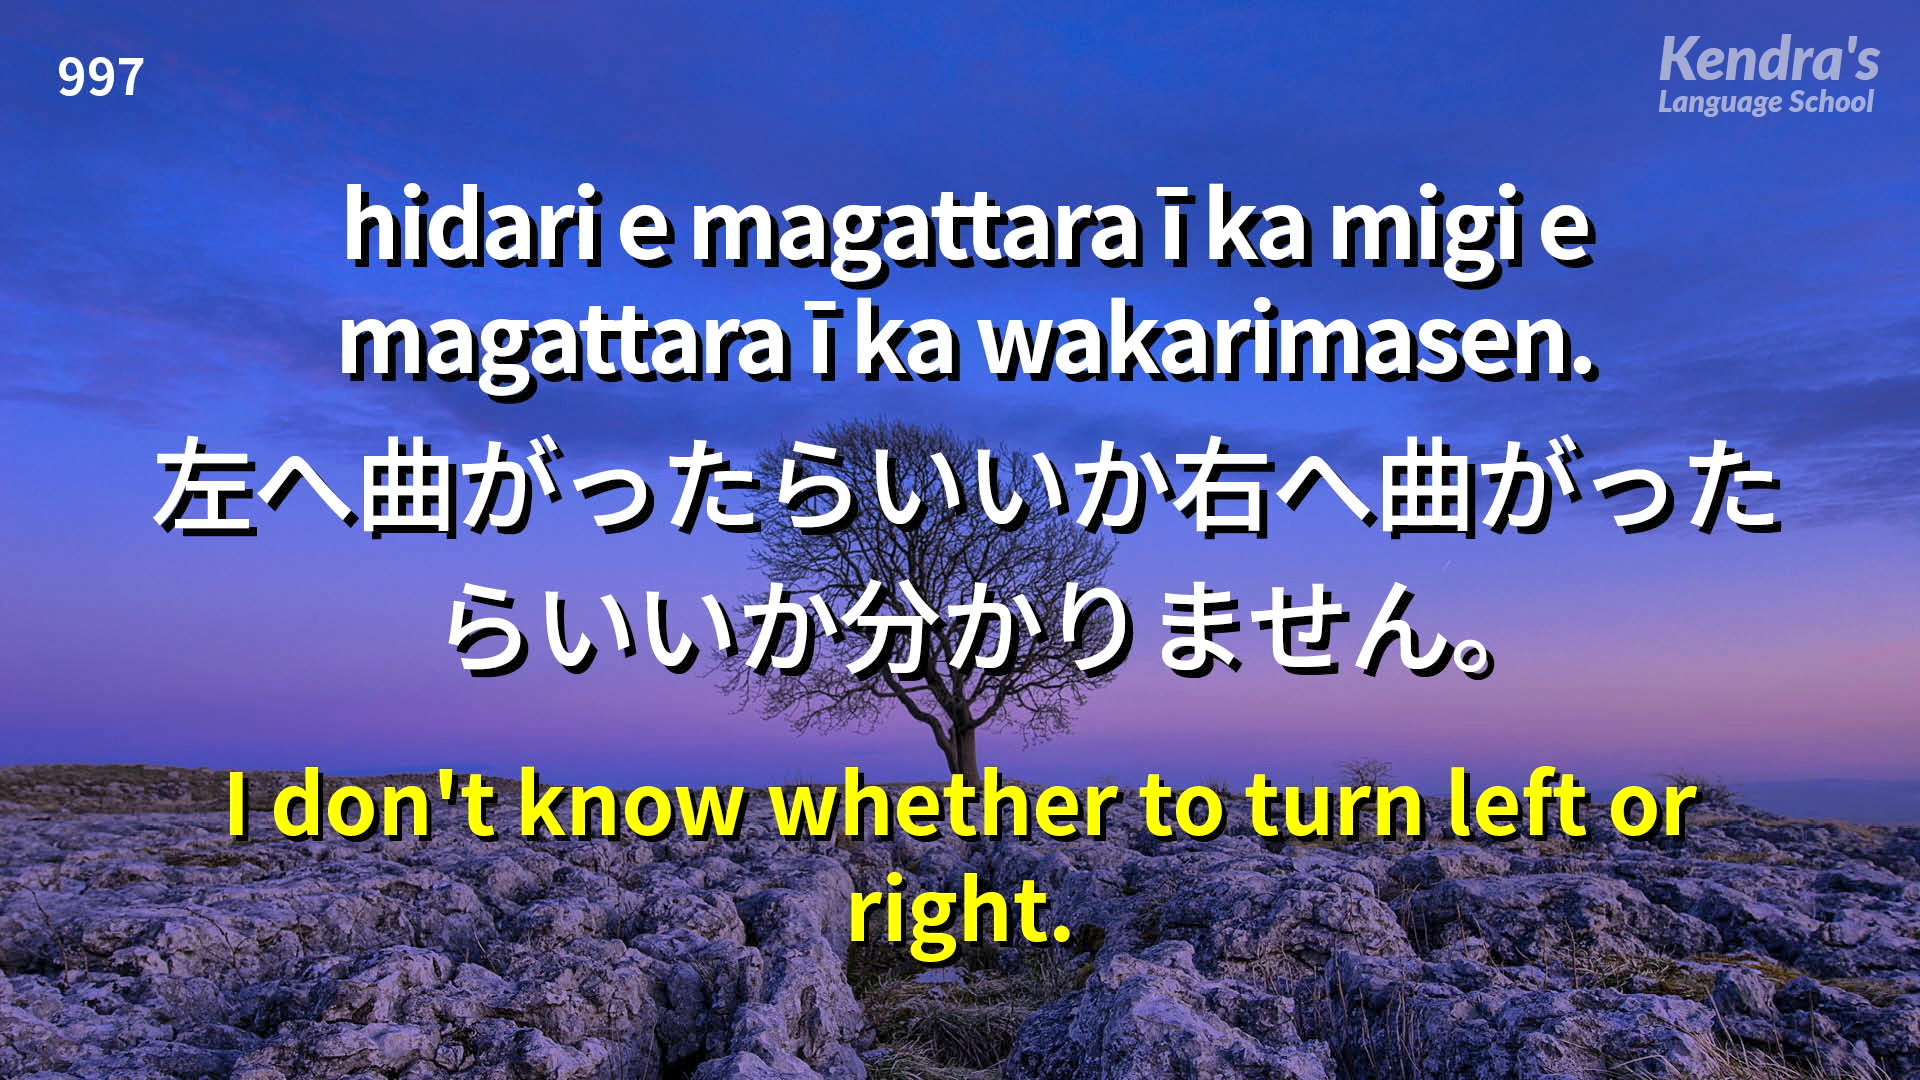 997
Kendra's
Language School
hidari e magattara ī ka migi e
magattara ī ka wakarimasen.
左へ曲がったらいいか右へ曲がった
らいいか分かりません。
I don't know whether to turn left or
right.